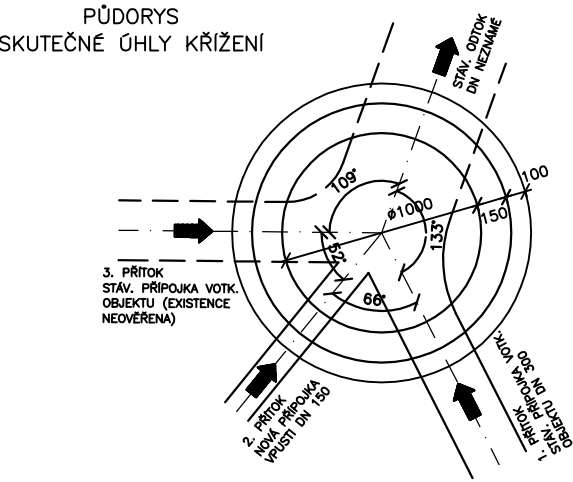 PŮDORYS
SKUTEČNÉ ÚHLY KŘÍŽENÍ
STÁV. ODTOK
DN NEZNÁMÉ
109°
ø1000
150
100
133°
52°
66°
3. PŘÍTOK
STÁV. PŘÍPOJKA VOTK.
OBJEKTU (EXISTENCE
NEOVĚŘENA)
2. PŘÍTOK
NOVÁ PŘÍPOJKA
VPUSTI DN 150
1. PŘÍTOK
STÁV. PŘÍPOJKA VOTK.
OBJEKTU DN 300